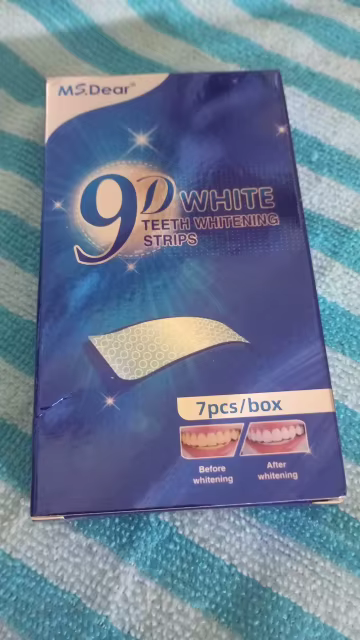 MS.Dear®
9D WHITE
TEETH WHITENING
STRIPS
7pcs/box
Before
whitening
After
whitening